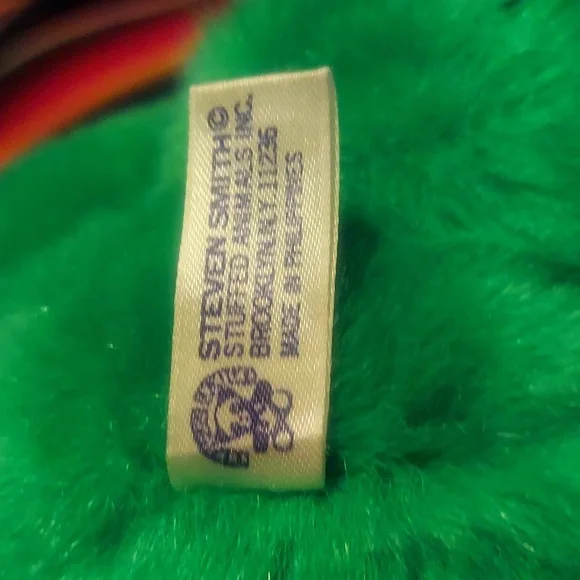 STEVEN SMITH©
STUFFED ANIMALS INC.
BROOKLYN, N.Y. 11236
MADE IN PHILIPPINES